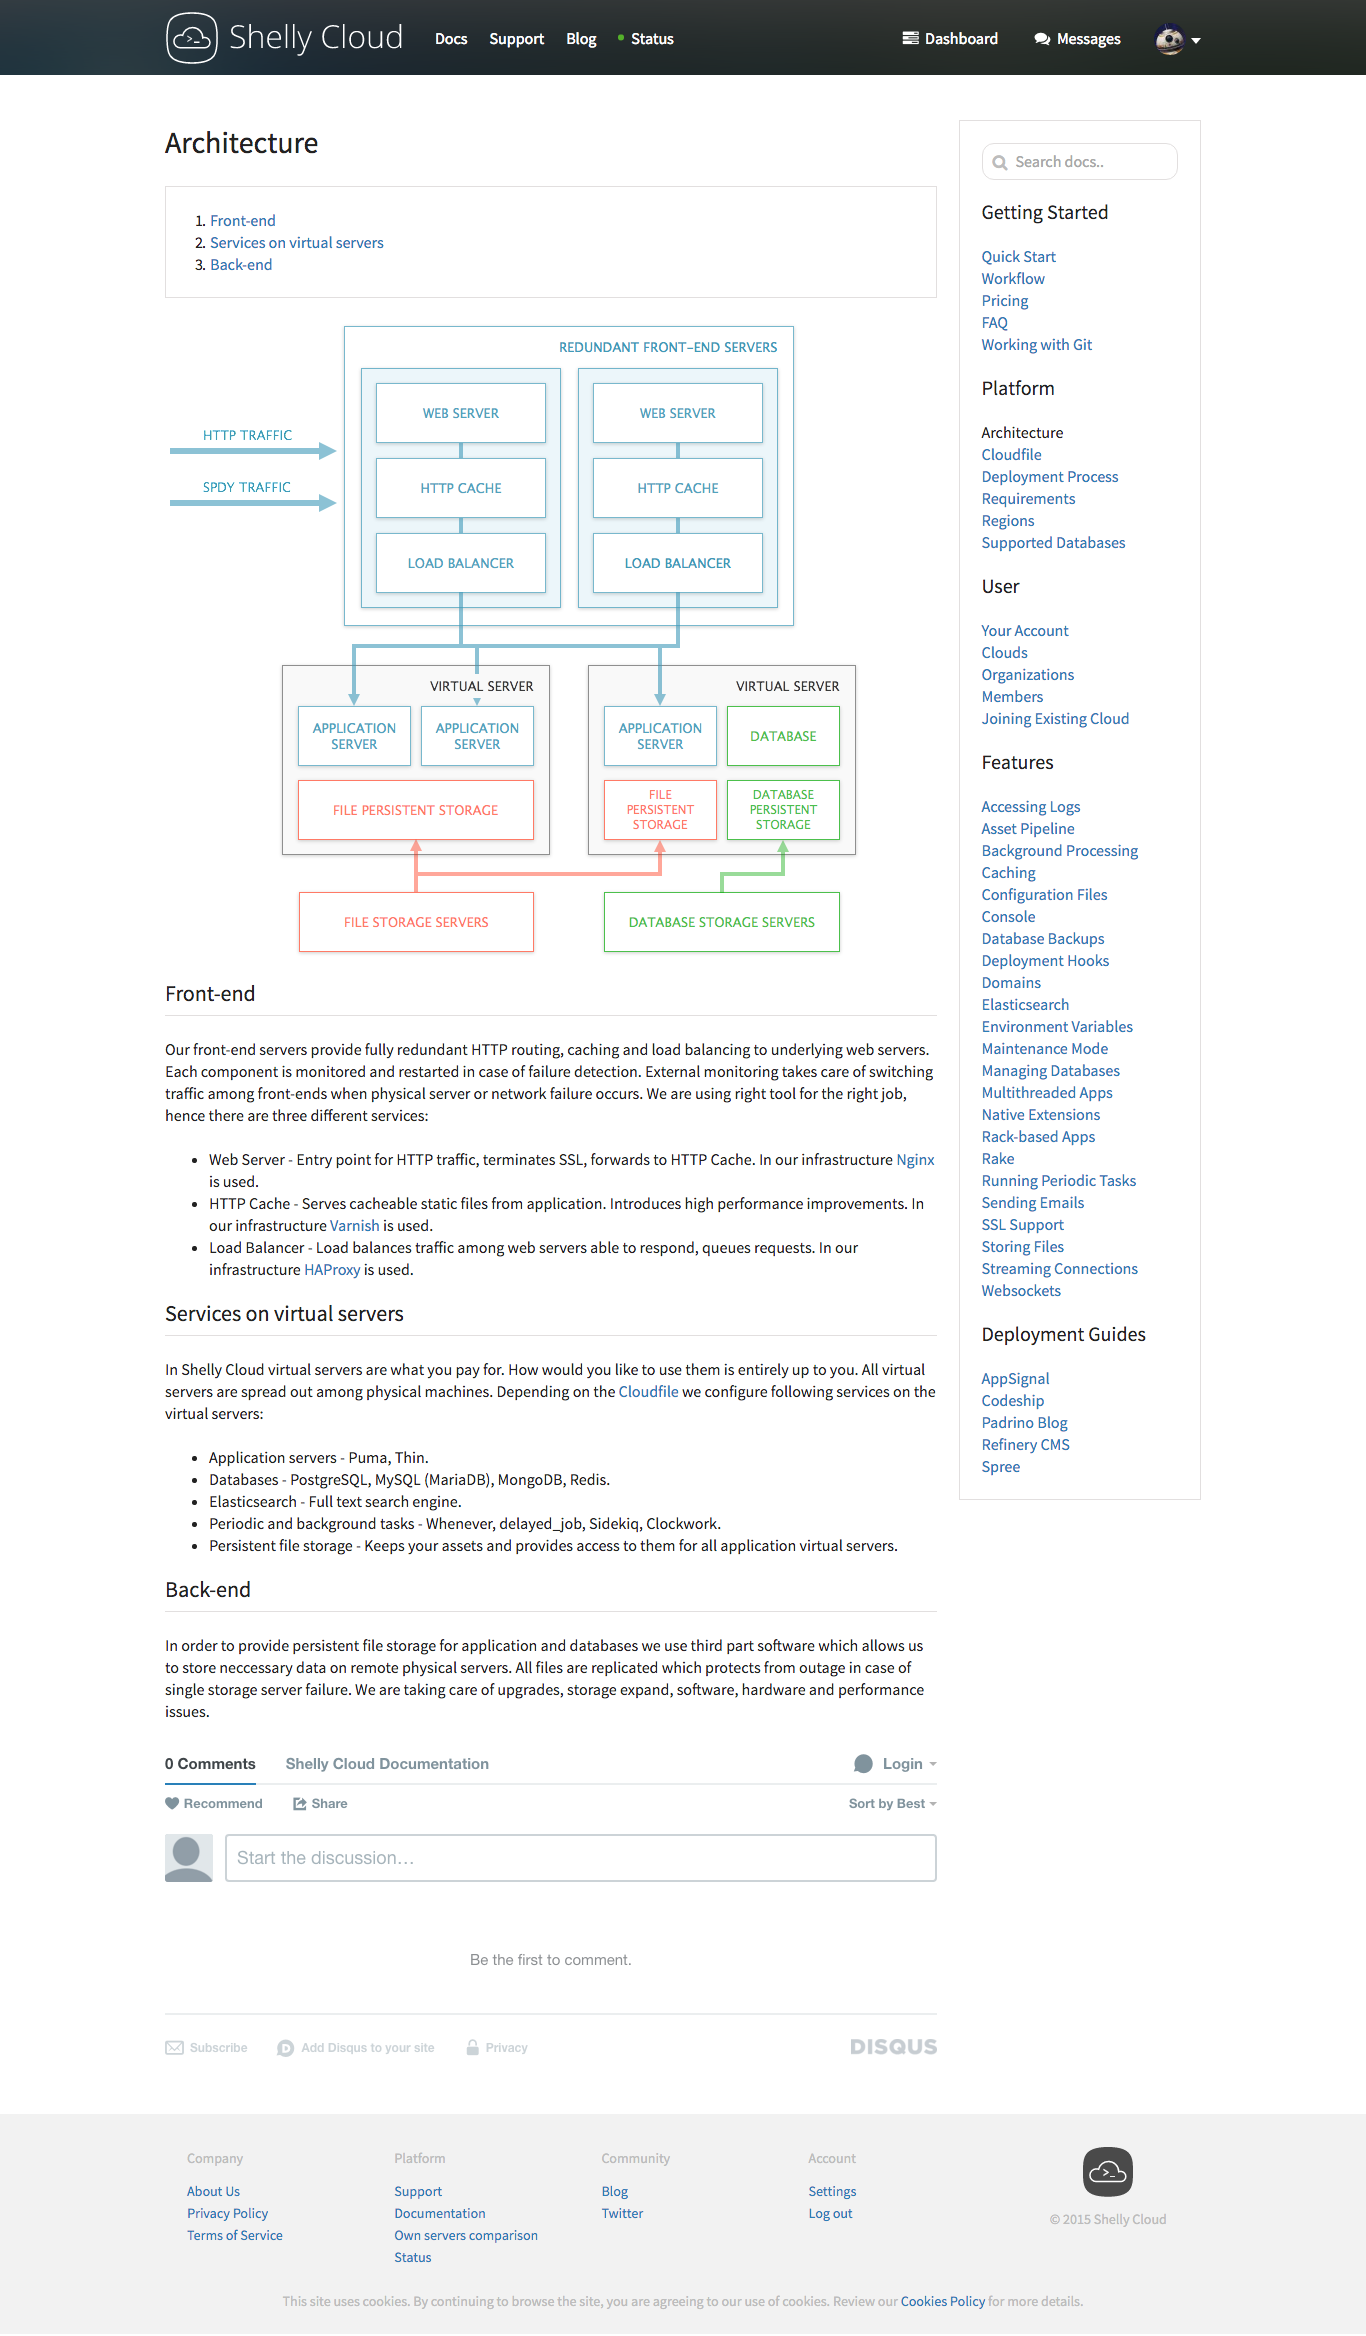 Shelly Cloud
Docs Support Blog Status Dashboard Messages
Architecture
1. Front-end
2. Services on virtual servers
3. Back-end
REDUNDANT FRONT-END SERVERS
HTTP TRAFFIC
SPDY TRAFFIC
WEB SERVER
HTTP CACHE
LOAD BALANCER
WEB SERVER
HTTP CACHE
LOAD BALANCER
VIRTUAL SERVER
APPLICATION
SERVER
APPLICATION
SERVER
FILE PERSISTENT STORAGE
VIRTUAL SERVER
APPLICATION
SERVER
DATABASE
FILE
PERSISTENT
STORAGE
DATABASE
PERSISTENT
STORAGE
FILE STORAGE SERVERS
DATABASE STORAGE SERVERS
Front-end
Our front-end servers provide fully redundant HTTP routing, caching and load balancing to underlying web servers.
Each component is monitored and restarted in case of failure detection. External monitoring takes care of switching
traffic among front-ends when physical server or network failure occurs. We are using right tool for the right job,
hence there are three different services:
• Web Server - Entry point for HTTP traffic, terminates SSL, forwards to HTTP Cache. In our infrastructure Nginx
is used.
• HTTP Cache - Serves cacheable static files from application. Introduces high performance improvements. In
our infrastructure Varnish is used.
• Load Balancer - Load balances traffic among web servers able to respond, queues requests. In our
infrastructure HAProxy is used.
Services on virtual servers
In Shelly Cloud virtual servers are what you pay for. How would you like to use them is entirely up to you. All virtual
servers are spread out among physical machines. Depending on the Cloudfile we configure following services on the
virtual servers:
• Application servers - Puma, Thin.
• Databases - PostgreSQL, MySQL (MariaDB), MongoDB, Redis.
• Elasticsearch - Full text search engine.
• Periodic and background tasks - Whenever, delayed_job, Sidekiq, Clockwork.
• Persistent file storage - Keeps your assets and provides access to them for all application virtual servers.
Back-end
In order to provide persistent file storage for application and databases we use third part software which allows us
to store neccessary data on remote physical servers. All files are replicated which protects from outage in case of
single storage server failure. We are taking care of upgrades, storage expand, software, hardware and performance
issues.
0 Comments Shelly Cloud Documentation Login
Recommend Share Sort by Best
Start the discussion...
Be the first to comment.
Subscribe Add Disqus to your site Privacy DISQUS
Search docs..
Getting Started
Quick Start
Workflow
Pricing
FAQ
Working with Git
Platform
Architecture
Cloudfile
Deployment Process
Requirements
Regions
Supported Databases
User
Your Account
Clouds
Organizations
Members
Joining Existing Cloud
Features
Accessing Logs
Asset Pipeline
Background Processing
Caching
Configuration Files
Console
Database Backups
Deployment Hooks
Domains
Elasticsearch
Environment Variables
Maintenance Mode
Managing Databases
Multithreaded Apps
Native Extensions
Rack-based Apps
Rake
Running Periodic Tasks
Sending Emails
SSL Support
Storing Files
Streaming Connections
Websockets
Deployment Guides
AppSignal
Codeship
Padrino Blog
Refinery CMS
Spree
Company
About Us
Privacy Policy
Terms of Service
Platform
Support
Documentation
Own servers comparison
Status
Community
Blog
Twitter
Account
Settings
Log out
© 2015 Shelly Cloud
This site uses cookies. By continuing to browse the site, you are agreeing to our use of cookies. Review our Cookies Policy for more details.